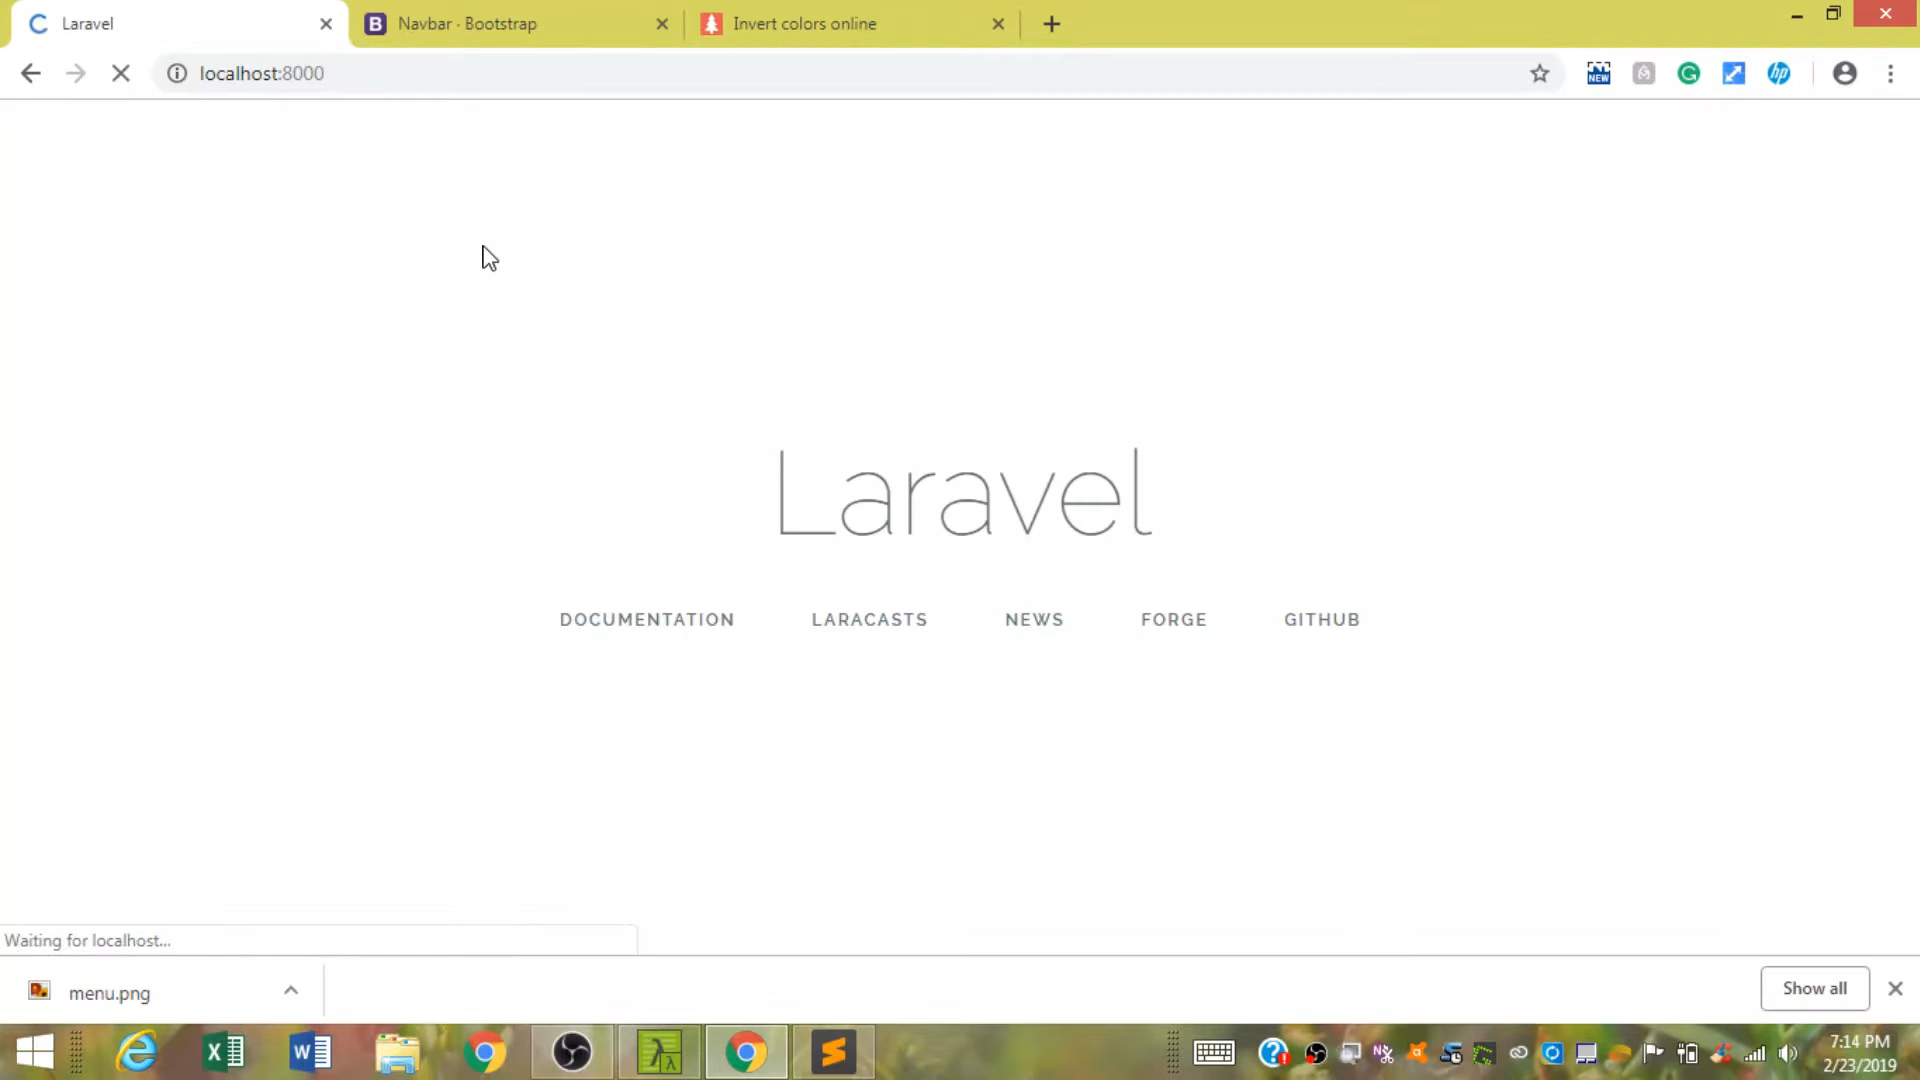 Laravel
Navbar · Bootstrap
Invert colors online
localhost:8000
NEW
Laravel
DOCUMENTATION LARACASTS NEWS FORGE GITHUB
Waiting for localhost...
menu.png
Show all
7:14 PM
2/23/2019